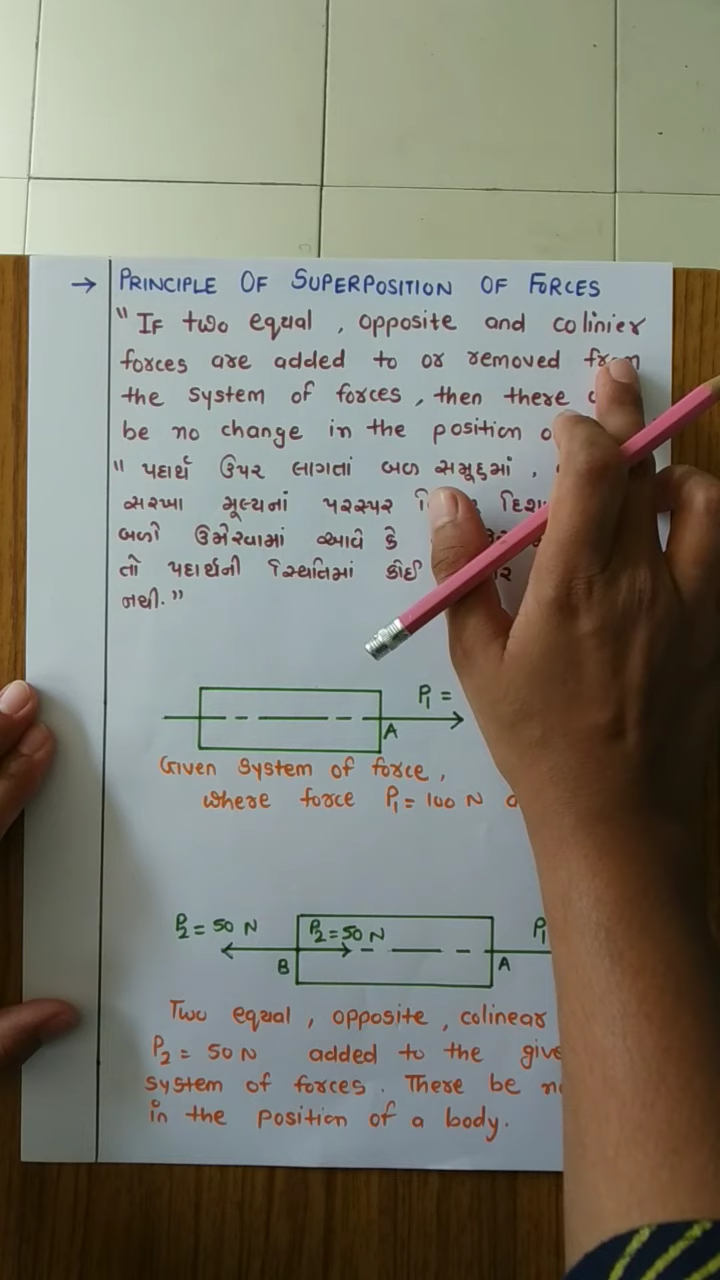 → PRINCIPLE OF SUPERPOSITION OF FORCES
"IF two equal, opposite and colinier
forces are added to or removed from
the system of forces, then there
be no change in the position
" પદાર્થ ઉપર લાગતાં બળ સમૂહમાં,
સરખા મૂલ્યનાં પરસ્પર
બળો ઉમેરવામાં આવે કે
તો પદાર્થની સ્થિતિમાં કોઈ
નથી."
P₁ =
A
Given system of force,
where force P₁ = 100 N
P₂ = 50 N
P₂ = 50 N
P₁
B
A
Two equal, opposite, colinear
P₂ = 50 N added to the
system of forces. There be
in the position of a body.